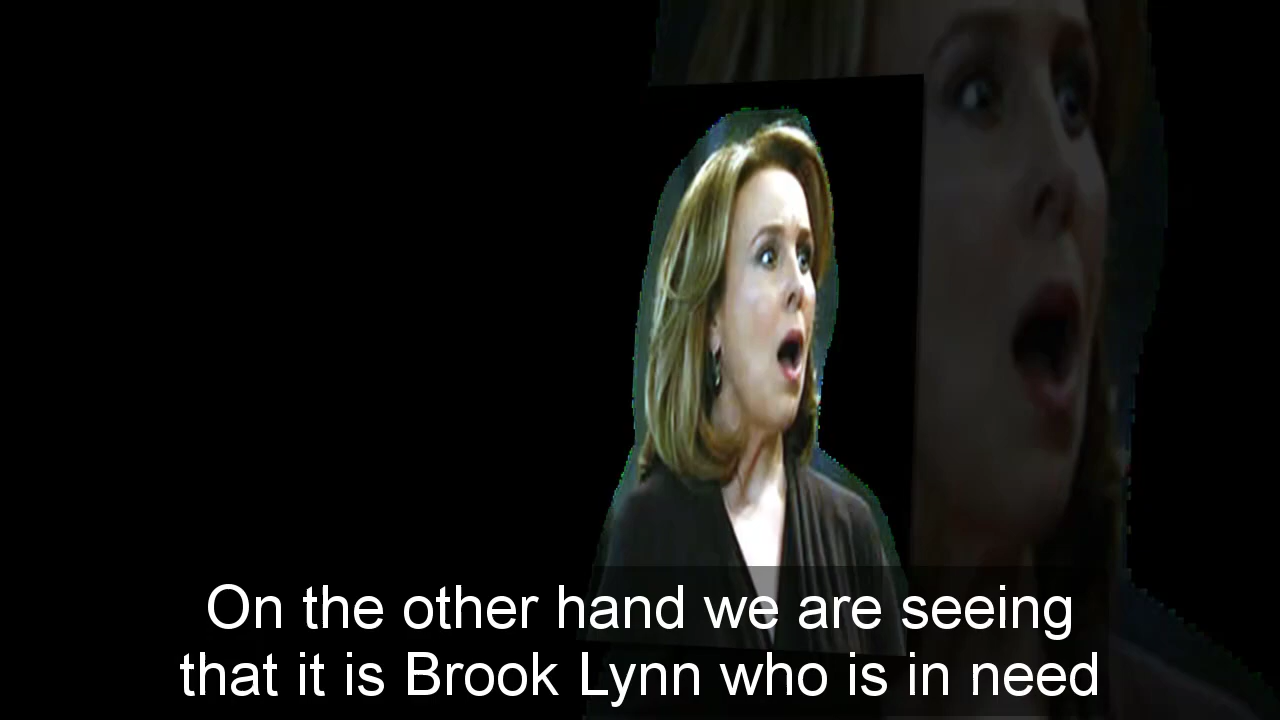 On the other hand we are seeing
that it is Brook Lynn who is in need